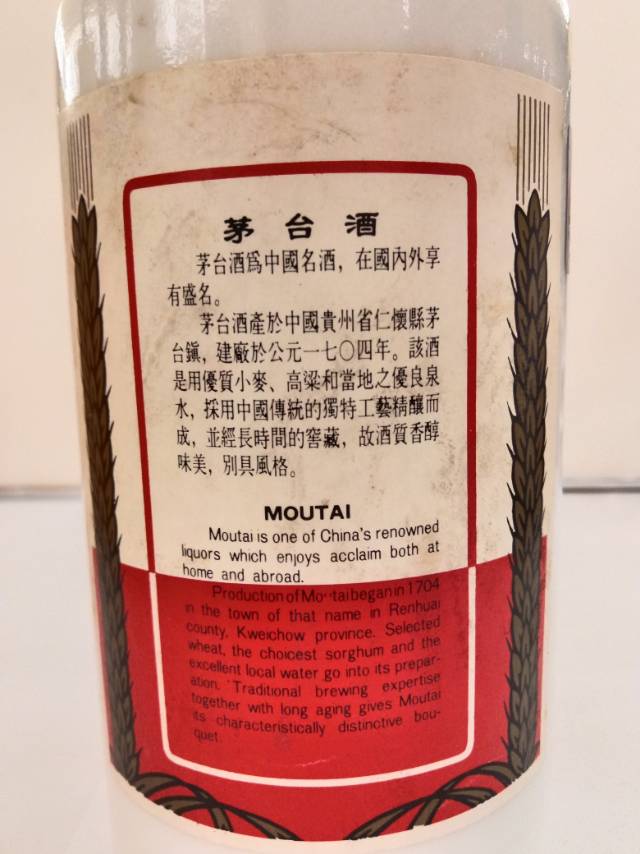 茅台酒
茅台酒爲中國名酒，在國內外享
有盛名。
茅台酒產於中國貴州省仁懷縣茅
台鎭，建廠於公元一七〇四年。該酒
是用優質小麥、高粱和當地之優良泉
水，採用中國傳統的獨特工藝精釀而
成，並經長時間的窖藏，故酒質香醇
味美，別具風格。
MOUTAI
Moutai is one of China's renowned
liquors which enjoys acclaim both at
home and abroad.
Production of Moutai began in 1704
in the town of that name in Renhuai
county, Kweichow province. Selected
wheat, the choicest sorghum and the
excellent local water go into its prepar-
ation. Traditional brewing expertise
together with long aging gives Moutai
its characteristically distinctive bou-
quet.